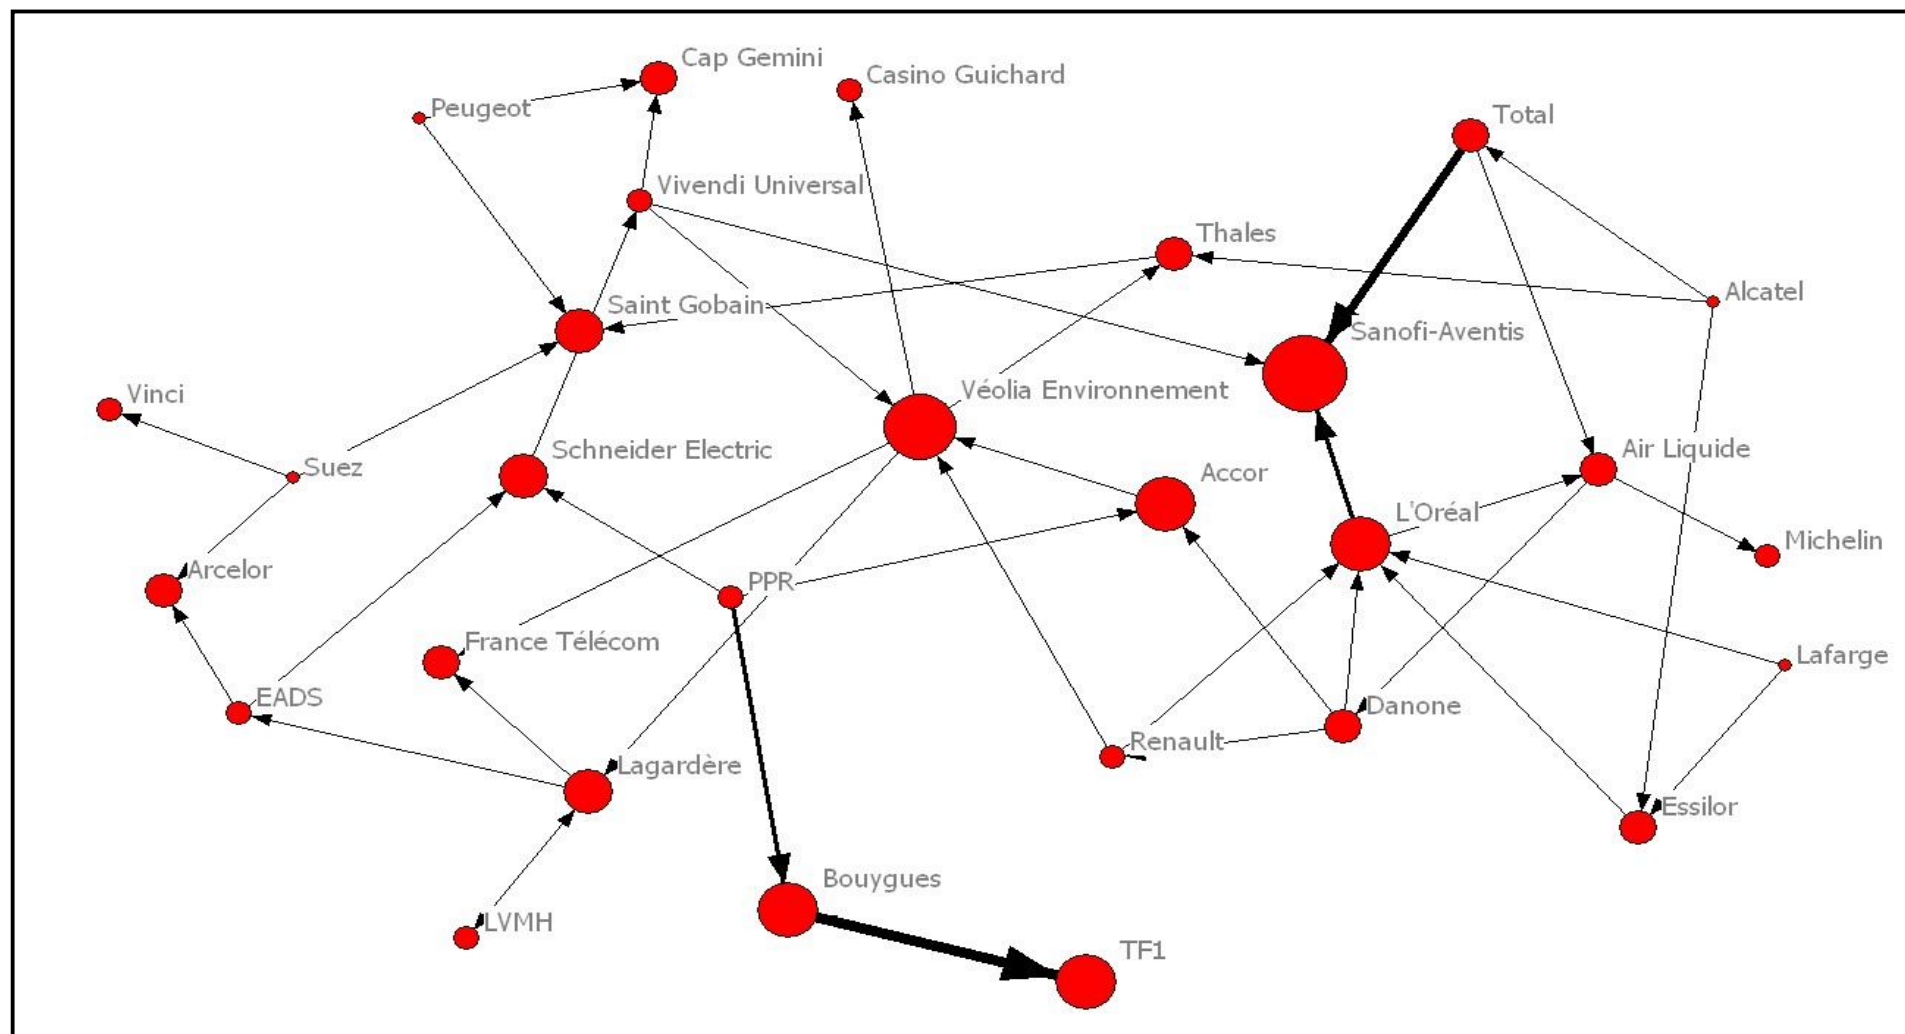 Cap Gemini
Casino Guichard
Peugeot
Total
Vivendi Universal
Thales
Alcatel
Saint Gobain
Sanofi-Aventis
Vinci
Véolia Environnement
Schneider Electric
Air Liquide
Suez
Accor
L'Oréal
Michelin
Arcelor
PPR
France Télécom
Lafarge
EADS
Danone
Renault
Lagardère
Essilor
Bouygues
LVMH
TF1